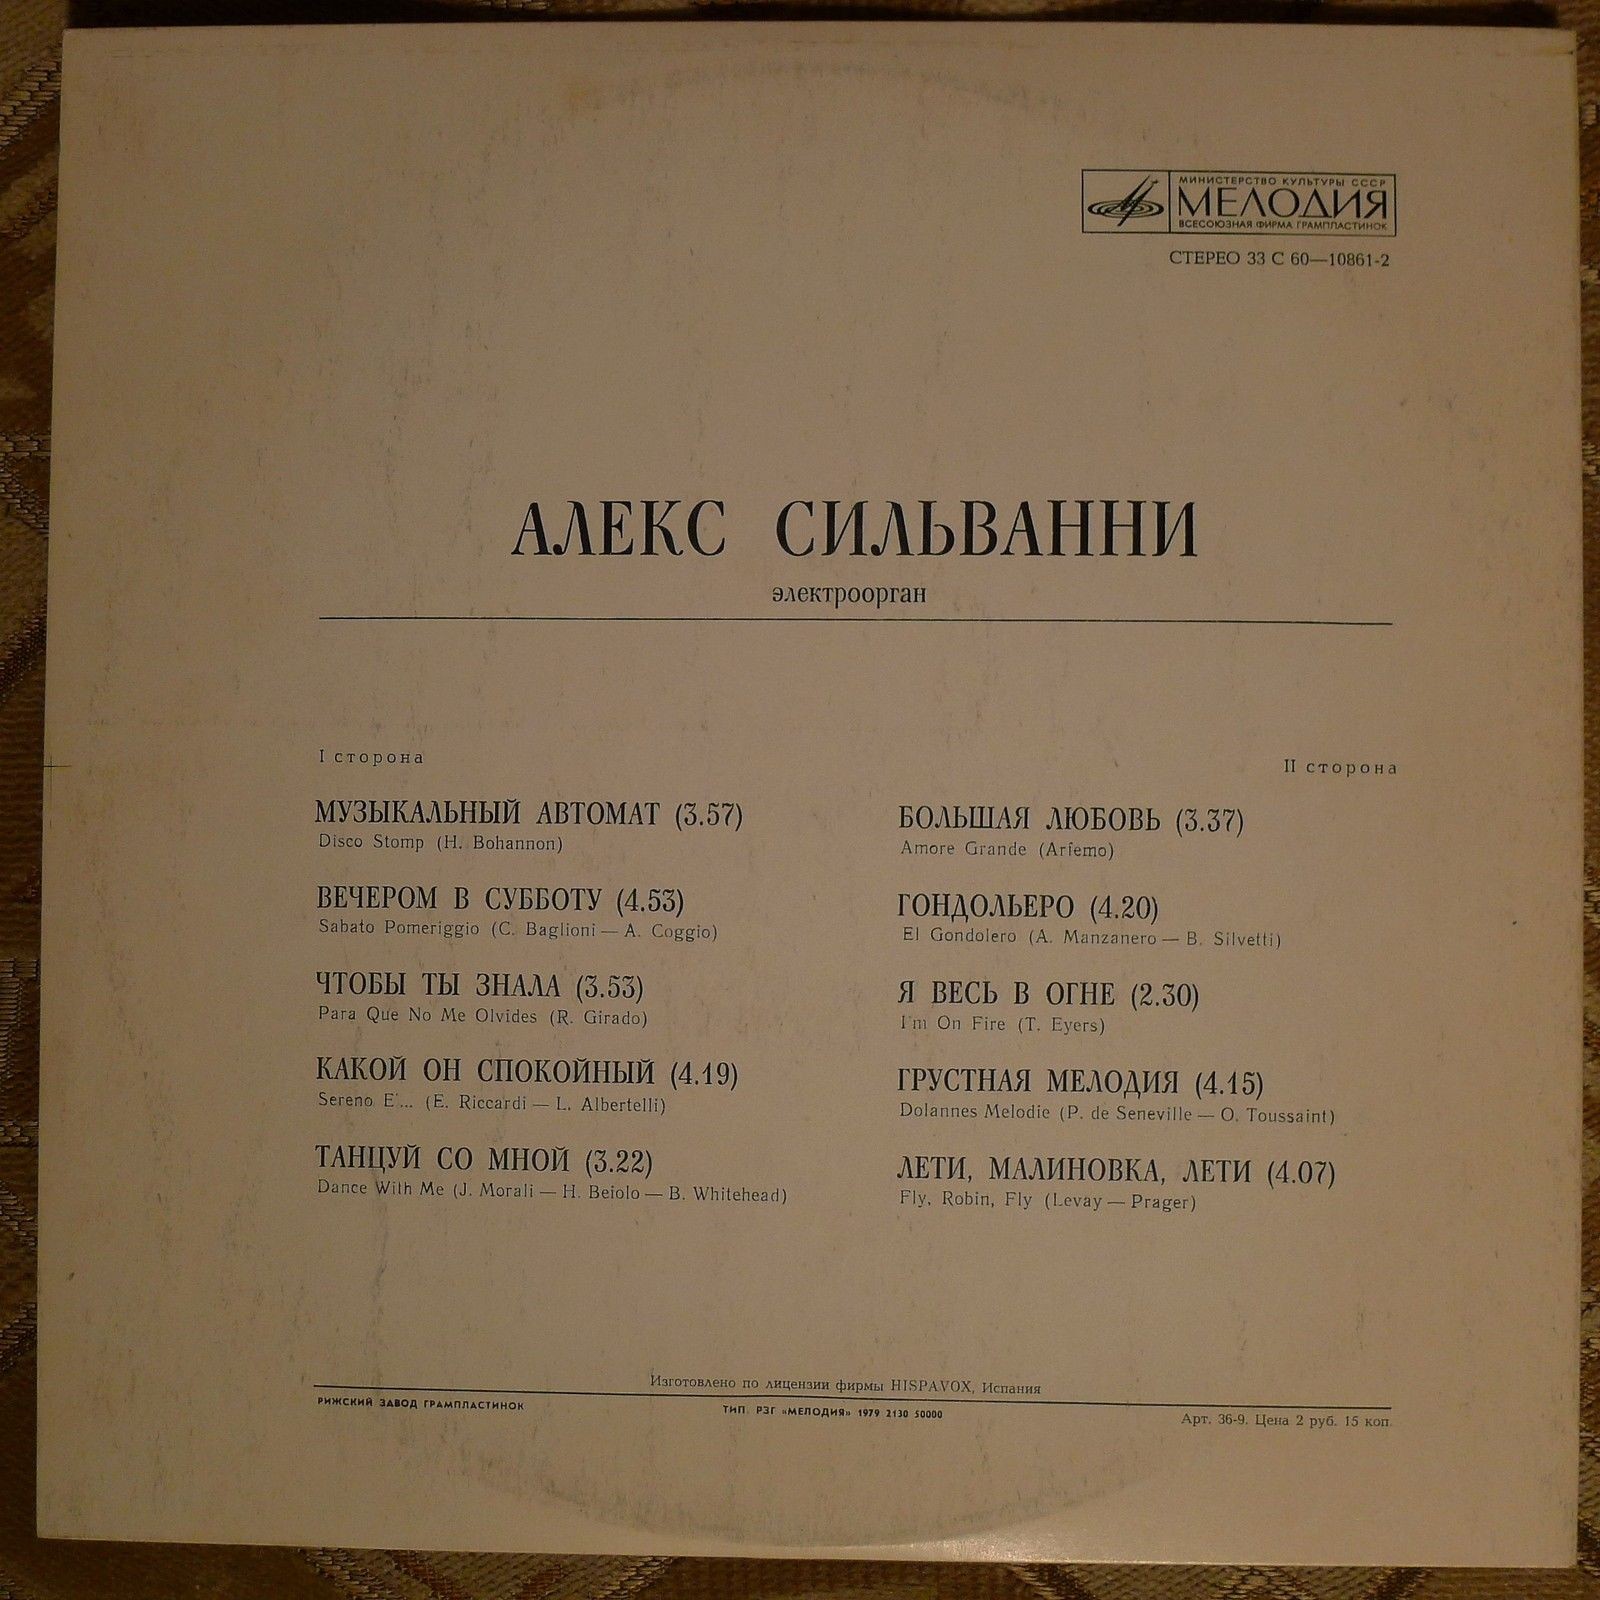 МИНИСТЕРСТВО КУЛЬТУРЫ СССР
МЕЛОДИЯ
ВСЕСОЮЗНАЯ ФИРМА ГРАМПЛАСТИНОК
СТЕРЕО 33 С 60—10861-2
АЛЕКС СИЛЬВАННИ
электроорган
I сторона
МУЗЫКАЛЬНЫЙ АВТОМАТ (3.57)
Disco Stomp (H. Bohannon)
ВЕЧЕРОМ В СУББОТУ (4.53)
Sabato Pomeriggio (C. Baglioni — A. Coggio)
ЧТОБЫ ТЫ ЗНАЛА (3.53)
Para Que No Me Olvides (R. Girado)
КАКОЙ ОН СПОКОЙНЫЙ (4.19)
Sereno E'... (E. Riccardi — L. Albertelli)
ТАНЦУЙ СО МНОЙ (3.22)
Dance With Me (J. Morali — H. Beiolo — B. Whitehead)
II сторона
БОЛЬШАЯ ЛЮБОВЬ (3.37)
Amore Grande (Arfemo)
ГОНДОЛЬЕРО (4.20)
El Gondolero (A. Manzanero — B. Silvetti)
Я ВЕСЬ В ОГНЕ (2.30)
I'm On Fire (T. Eyers)
ГРУСТНАЯ МЕЛОДИЯ (4.15)
Dolannes Melodie (P. de Seneville — O. Toussaint)
ЛЕТИ, МАЛИНОВКА, ЛЕТИ (4.07)
Fly, Robin, Fly (Levay — Prager)
Изготовлено по лицензии фирмы HISPAVOX, Испания
РИЖСКИЙ ЗАВОД ГРАМПЛАСТИНОК
ТИП. РЗГ «МЕЛОДИЯ» 1979 2130 50000
Арт. 36-9. Цена 2 руб. 15 коп.